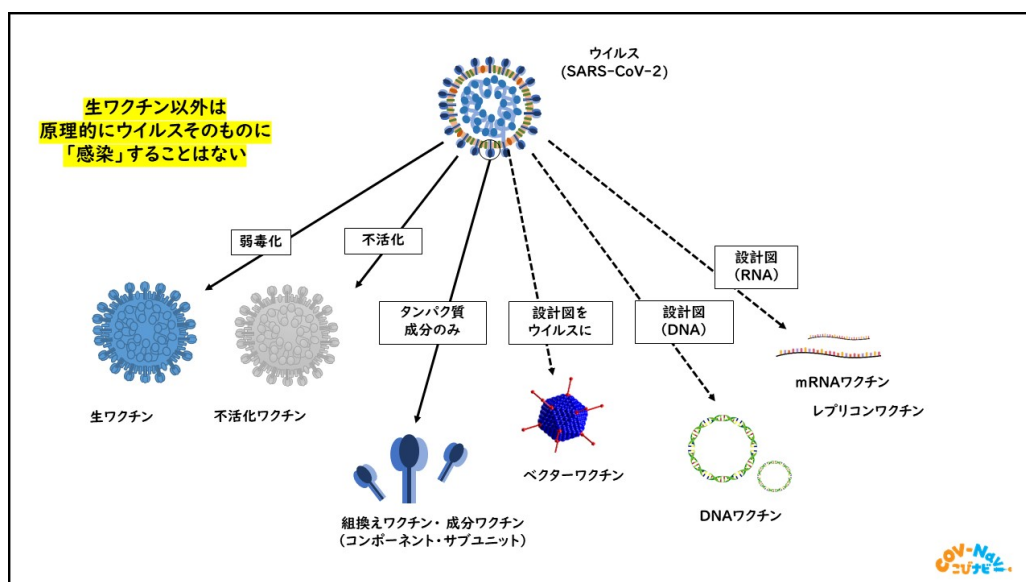 ウイルス
(SARS-CoV-2)
生ワクチン以外は
原理的にウイルスそのものに
「感染」することはない
弱毒化
不活化
タンパク質
成分のみ
設計図を
ウイルスに
設計図
(DNA)
設計図
(RNA)
生ワクチン
不活化ワクチン
組換えワクチン・成分ワクチン
(コンポーネント・サブユニット)
ベクターワクチン
DNAワクチン
mRNAワクチン
レプリコンワクチン
CoV-Navi
こびナビ